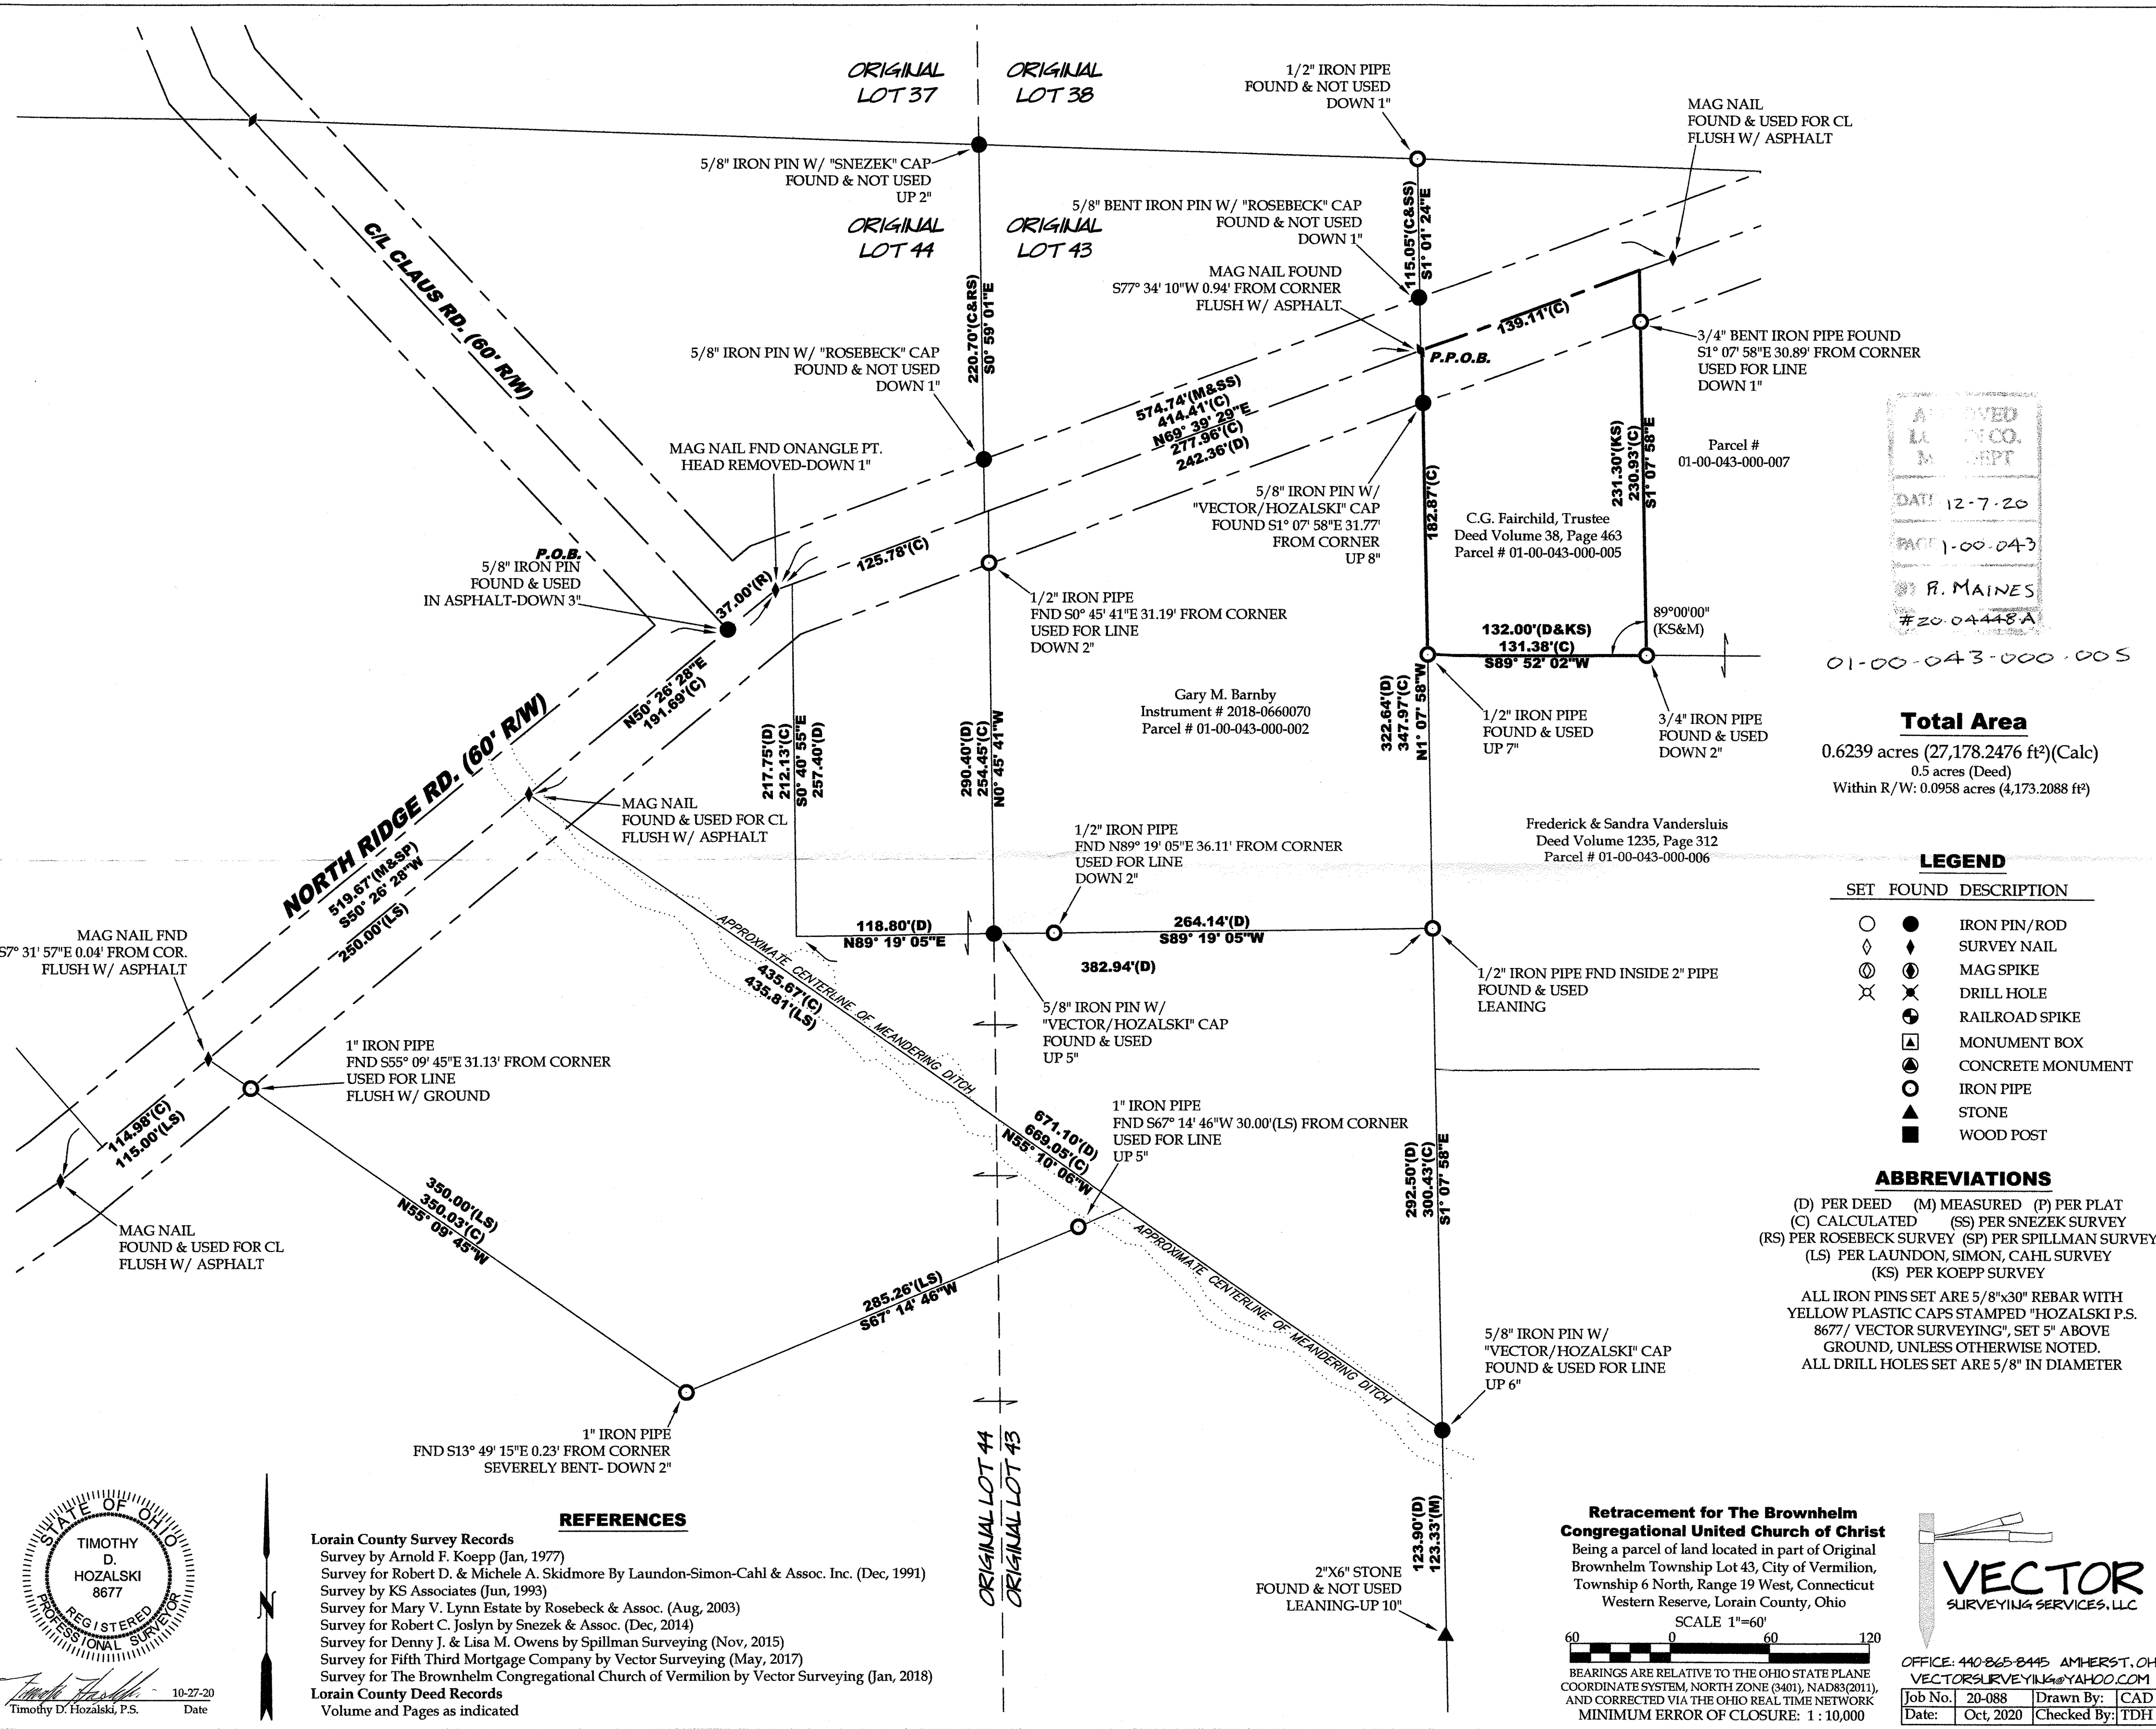 ORIGINAL
LOT 37
ORIGINAL
LOT 38
1/2" IRON PIPE
FOUND & NOT USED
DOWN 1"
MAG NAIL
FOUND & USED FOR CL
FLUSH W/ ASPHALT
5/8" IRON PIN W/ "SNEZEK" CAP
FOUND & NOT USED
UP 2"
ORIGINAL
LOT 44
ORIGINAL
LOT 43
5/8" BENT IRON PIN W/ "ROSEBECK" CAP
FOUND & NOT USED
DOWN 1"
115.05'(C&SS)
S1° 01' 24"E
MAG NAIL FOUND
S77° 34' 10"W 0.94' FROM CORNER
FLUSH W/ ASPHALT
C/L CLAUS RD. (60' R/W)
220.70'(C&RS)
S0° 59' 01"E
139.11'(C)
P.P.O.B.
3/4" BENT IRON PIPE FOUND
S1° 07' 58"E 30.89' FROM CORNER
USED FOR LINE
DOWN 1"
5/8" IRON PIN W/ "ROSEBECK" CAP
FOUND & NOT USED
DOWN 1"
574.74'(M&SS)
414.41'(C)
N69° 39' 29"E
277.96'(C)
242.36'(D)
MAG NAIL FND ONANGLE PT.
HEAD REMOVED-DOWN 1"
231.30'(KS)
230.93'(C)
S1° 07' 58"E
Parcel #
01-00-043-000-007
5/8" IRON PIN W/
"VECTOR/HOZALSKI" CAP
FOUND S1° 07' 58"E 31.77'
FROM CORNER
UP 8"
182.87'(C)
C.G. Fairchild, Trustee
Deed Volume 38, Page 463
Parcel # 01-00-043-000-005
CO.
DATE 12-7-20
PAGE 1-00-043
R. MAINES
#20-04448-A
01-00-043-000-005
P.O.B.
5/8" IRON PIN
FOUND & USED
IN ASPHALT-DOWN 3"
37.00'(R)
125.78'(C)
1/2" IRON PIPE
FND S0° 45' 41"E 31.19' FROM CORNER
USED FOR LINE
DOWN 2"
89°00'00"
(KS&M)
132.00'(D&KS)
131.38'(C)
S89° 52' 02"W
N50° 26' 28"E
191.69'(C)
Gary M. Barnby
Instrument # 2018-0660070
Parcel # 01-00-043-000-002
1/2" IRON PIPE
FOUND & USED
UP 7"
3/4" IRON PIPE
FOUND & USED
DOWN 2"
217.75'(D)
212.13'(C)
S0° 40' 55"E
257.40'(D)
290.40'(D)
254.45'(C)
N0° 45' 41"W
322.64'(D)
347.97'(C)
N1° 07' 58"W
Total Area
0.6239 acres (27,178.2476 ft²)(Calc)
0.5 acres (Deed)
Within R/W: 0.0958 acres (4,173.2088 ft²)
NORTH RIDGE RD. (60' R/W)
519.67'(M&SP)
S50° 26' 28"W
250.00'(LS)
MAG NAIL
FOUND & USED FOR CL
FLUSH W/ ASPHALT
1/2" IRON PIPE
FND N89° 19' 05"E 36.11' FROM CORNER
USED FOR LINE
DOWN 2"
Frederick & Sandra Vandersluis
Deed Volume 1235, Page 312
Parcel # 01-00-043-000-006
MAG NAIL FND
S7° 31' 57"E 0.04' FROM COR.
FLUSH W/ ASPHALT
118.80'(D)
N89° 19' 05"E
264.14'(D)
S89° 19' 05"W
382.94'(D)
APPROXIMATE CENTERLINE OF MEANDERING DITCH
435.67'(C)
435.81'(LS)
5/8" IRON PIN W/
"VECTOR/HOZALSKI" CAP
FOUND & USED
UP 5"
1/2" IRON PIPE FND INSIDE 2" PIPE
FOUND & USED
LEANING
1" IRON PIPE
FND S55° 09' 45"E 31.13' FROM CORNER
USED FOR LINE
FLUSH W/ GROUND
114.98'(C)
115.00'(LS)
MAG NAIL
FOUND & USED FOR CL
FLUSH W/ ASPHALT
350.00'(LS)
350.03'(C)
N55° 09' 45"W
1" IRON PIPE
FND S67° 14' 46"W 30.00'(LS) FROM CORNER
USED FOR LINE
UP 5"
671.10'(D)
669.05'(C)
N55° 10' 06"W
285.26'(LS)
S67° 14' 46"W
292.50'(D)
300.43'(C)
S1° 07' 58"E
APPROXIMATE CENTERLINE OF MEANDERING DITCH
5/8" IRON PIN W/
"VECTOR/HOZALSKI" CAP
FOUND & USED FOR LINE
UP 6"
1" IRON PIPE
FND S13° 49' 15"E 0.23' FROM CORNER
SEVERELY BENT- DOWN 2"
ORIGINAL LOT 44
ORIGINAL LOT 43
123.90'(D)
123.33'(M)
2"X6" STONE
FOUND & NOT USED
LEANING-UP 10"
LEGEND
SET FOUND DESCRIPTION
IRON PIN/ROD
SURVEY NAIL
MAG SPIKE
DRILL HOLE
RAILROAD SPIKE
MONUMENT BOX
CONCRETE MONUMENT
IRON PIPE
STONE
WOOD POST
ABBREVIATIONS
(D) PER DEED (M) MEASURED (P) PER PLAT
(C) CALCULATED (SS) PER SNEZEK SURVEY
(RS) PER ROSEBECK SURVEY (SP) PER SPILLMAN SURVEY
(LS) PER LAUNDON, SIMON, CAHL SURVEY
(KS) PER KOEPP SURVEY
ALL IRON PINS SET ARE 5/8"x30" REBAR WITH
YELLOW PLASTIC CAPS STAMPED "HOZALSKI P.S.
8677/ VECTOR SURVEYING", SET 5" ABOVE
GROUND, UNLESS OTHERWISE NOTED.
ALL DRILL HOLES SET ARE 5/8" IN DIAMETER
STATE OF OHIO
TIMOTHY
D.
HOZALSKI
8677
REGISTERED
PROFESSIONAL SURVEYOR
10-27-20
Timothy D. Hozalski, P.S. Date
N
REFERENCES
Lorain County Survey Records
Survey by Arnold F. Koepp (Jan, 1977)
Survey for Robert D. & Michele A. Skidmore By Laundon-Simon-Cahl & Assoc. Inc. (Dec, 1991)
Survey by KS Associates (Jun, 1993)
Survey for Mary V. Lynn Estate by Rosebeck & Assoc. (Aug, 2003)
Survey for Robert C. Joslyn by Snezek & Assoc. (Dec, 2014)
Survey for Denny J. & Lisa M. Owens by Spillman Surveying (Nov, 2015)
Survey for Fifth Third Mortgage Company by Vector Surveying (May, 2017)
Survey for The Brownhelm Congregational Church of Vermilion by Vector Surveying (Jan, 2018)
Lorain County Deed Records
Volume and Pages as indicated
Retracement for The Brownhelm
Congregational United Church of Christ
Being a parcel of land located in part of Original
Brownhelm Township Lot 43, City of Vermilion,
Township 6 North, Range 19 West, Connecticut
Western Reserve, Lorain County, Ohio
SCALE 1"=60'
60 0 60 120
BEARINGS ARE RELATIVE TO THE OHIO STATE PLANE
COORDINATE SYSTEM, NORTH ZONE (3401), NAD83(2011),
AND CORRECTED VIA THE OHIO REAL TIME NETWORK
MINIMUM ERROR OF CLOSURE: 1 : 10,000
VECTOR
SURVEYING SERVICES, LLC
OFFICE: 440-865-8445 AMHERST, OH
VECTORSURVEYING@YAHOO.COM
Job No. 20-088 Drawn By: CAD
Date: Oct, 2020 Checked By: TDH